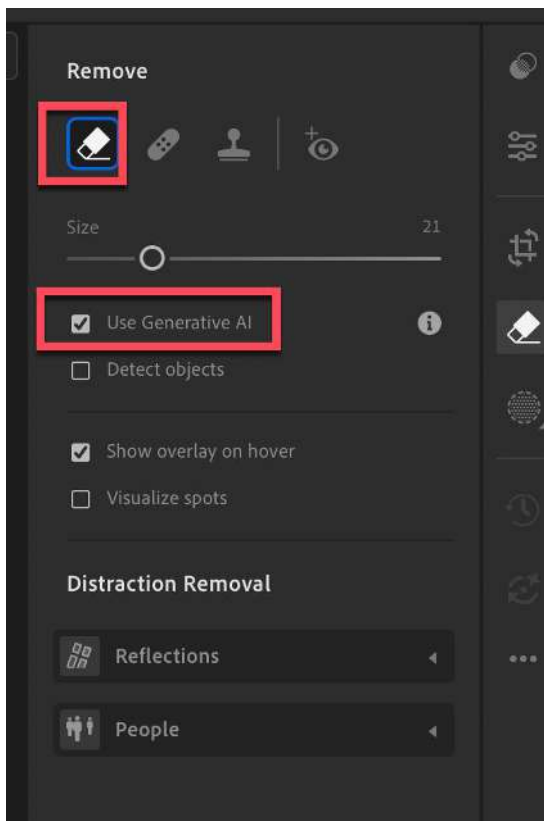 Remove
Size 21
Use Generative AI
Detect objects
Show overlay on hover
Visualize spots
Distraction Removal
Reflections
People